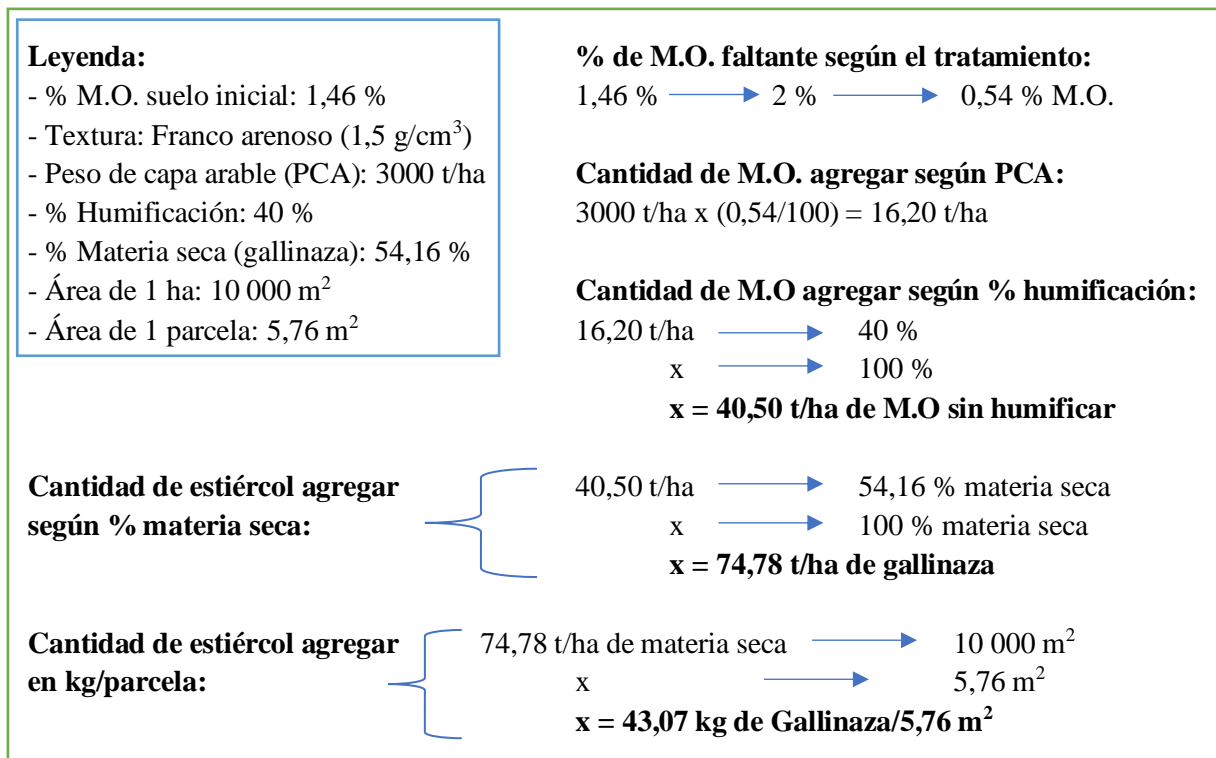 Leyenda:
- % M.O. suelo inicial: 1,46 %
- Textura: Franco arenoso (1,5 g/cm³)
- Peso de capa arable (PCA): 3000 t/ha
- % Humificación: 40 %
- % Materia seca (gallinaza): 54,16 %
- Área de 1 ha: 10 000 m²
- Área de 1 parcela: 5,76 m²
% de M.O. faltante según el tratamiento:
1,46 % 2 % 0,54 % M.O.
Cantidad de M.O. agregar según PCA:
3000 t/ha x (0,54/100) = 16,20 t/ha
Cantidad de M.O agregar según % humificación:
16,20 t/ha 40 %
x 100 %
x = 40,50 t/ha de M.O sin humificar
Cantidad de estiércol agregar
según % materia seca:
40,50 t/ha 54,16 % materia seca
x 100 % materia seca
x = 74,78 t/ha de gallinaza
Cantidad de estiércol agregar
en kg/parcela:
74,78 t/ha de materia seca 10 000 m²
x 5,76 m²
x = 43,07 kg de Gallinaza/5,76 m²